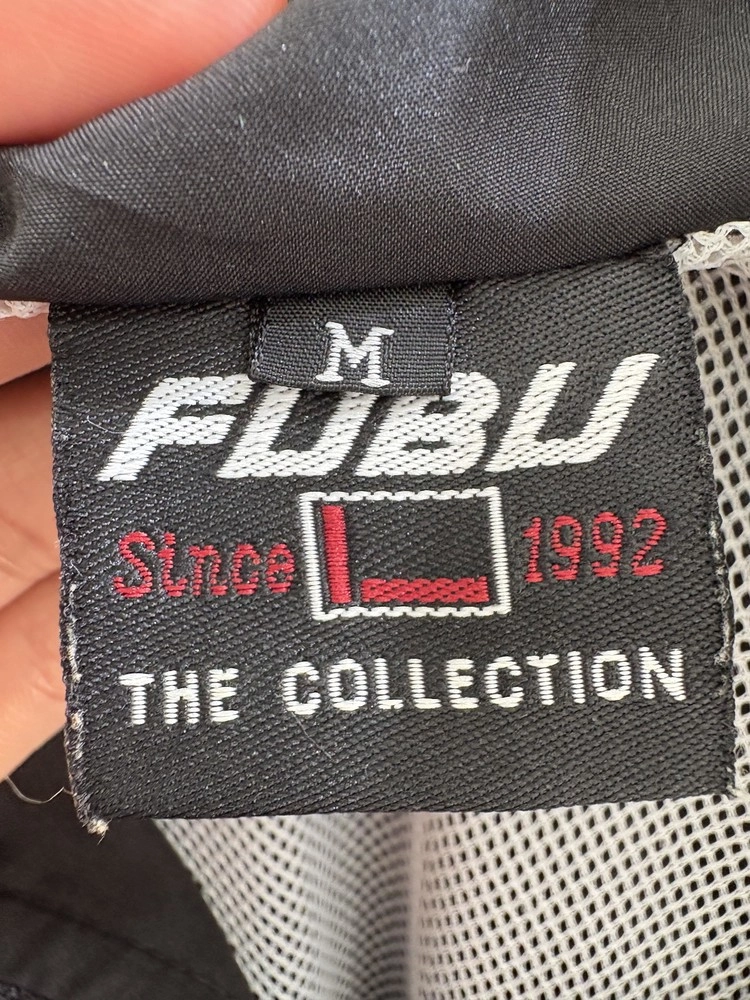 M
FUBU
Since 1992
THE COLLECTION